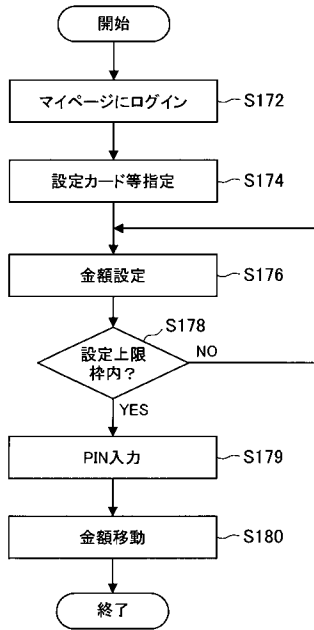 開始
マイページにログイン
S172
設定カード等指定
S174
金額設定
S176
S178
設定上限
枠内?
NO
YES
PIN入力
S179
金額移動
S180
終了